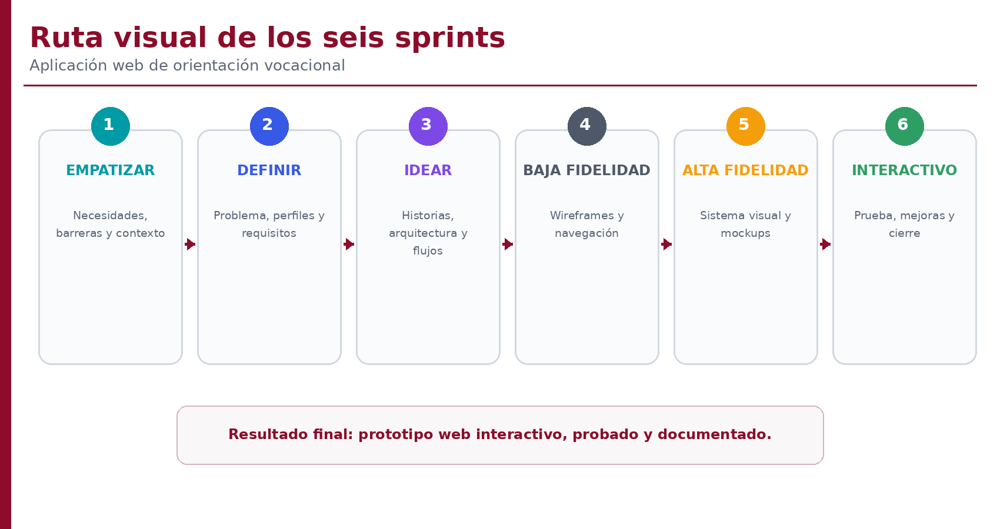 Ruta visual de los seis sprints
Aplicación web de orientación vocacional
1
EMPATIZAR
Necesidades,
barreras y contexto
2
DEFINIR
Problema, perfiles y
requisitos
3
IDEAR
Historias,
arquitectura y
flujos
4
BAJA FIDELIDAD
Wireframes y
navegación
5
ALTA FIDELIDAD
Sistema visual y
mockups
6
INTERACTIVO
Prueba, mejoras y
cierre
Resultado final: prototipo web interactivo, probado y documentado.